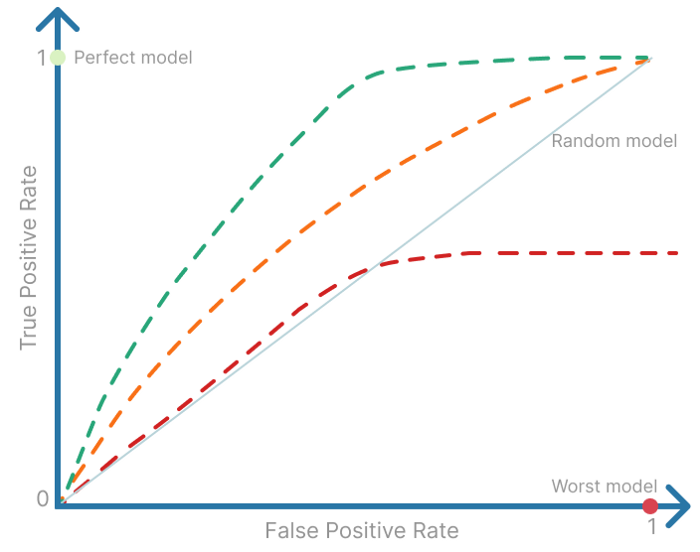 1
Perfect model
Random model
True Positive Rate
Worst model
0
False Positive Rate
1